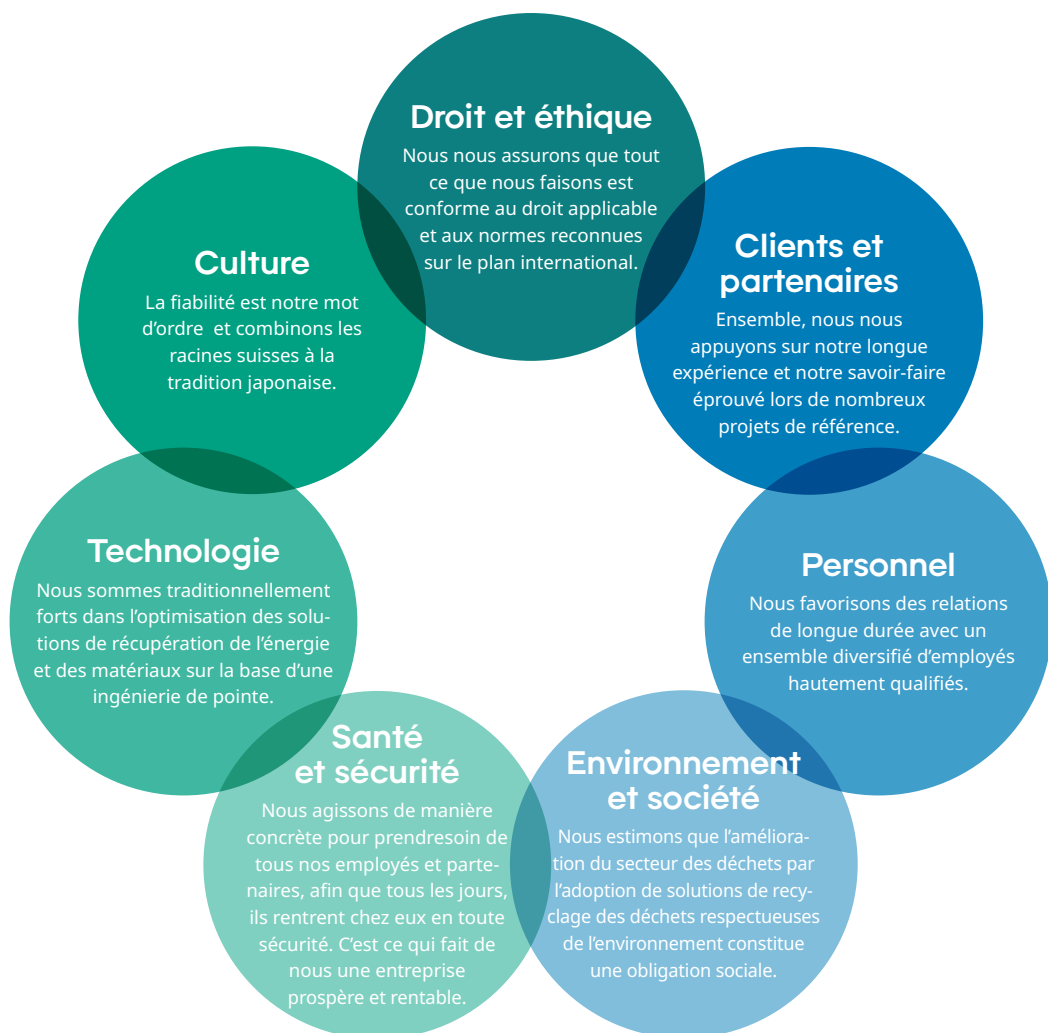 Droit et éthique
Nous nous assurons que tout
ce que nous faisons est
conforme au droit applicable
et aux normes reconnues
sur le plan international.
Clients et
partenaires
Ensemble, nous nous
appuyons sur notre longue
expérience et notre savoir-faire
éprouvé lors de nombreux
projets de référence.
Personnel
Nous favorisons des relations
de longue durée avec un
ensemble diversifié d’employés
hautement qualifiés.
Environnement
et société
Nous estimons que l’améliora-
tion du secteur des déchets par
l’adoption de solutions de recy-
clage des déchets respectueuses
de l’environnement constitue
une obligation sociale.
Santé
et sécurité
Nous agissons de manière
concrète pour prendresoin de
tous nos employés et parte-
naires, afin que tous les jours,
ils rentrent chez eux en toute
sécurité. C’est ce qui fait de
nous une entreprise
prospère et rentable.
Technologie
Nous sommes traditionnellement
forts dans l’optimisation des solu-
tions de récupération de l’énergie
et des matériaux sur la base d’une
ingénierie de pointe.
Culture
La fiabilité est notre mot
d’ordre  et combinons les
racines suisses à la
tradition japonaise.